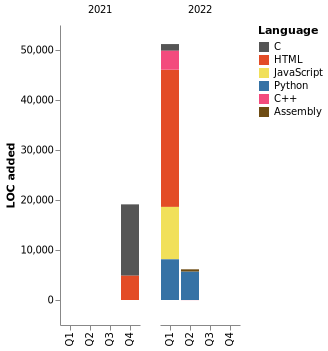 2021 2022
Language
C
HTML
JavaScript
Python
C++
Assembly
LOC added
50,000
40,000
30,000
20,000
10,000
0
Q1 Q2 Q3 Q4 Q1 Q2 Q3 Q4